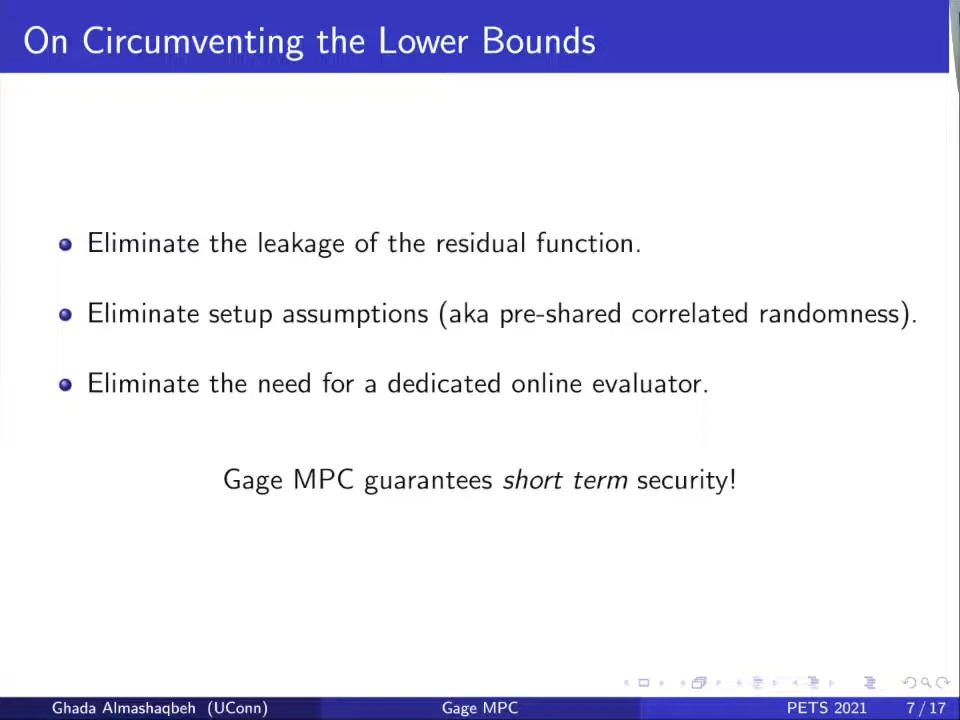 On Circumventing the Lower Bounds
Eliminate the leakage of the residual function.
Eliminate setup assumptions (aka pre-shared correlated randomness).
Eliminate the need for a dedicated online evaluator.
Gage MPC guarantees short term security!
Ghada Almashaqbeh (UConn) Gage MPC PETS 2021 7 / 17